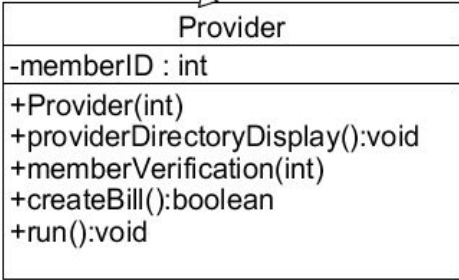 Provider
-memberID : int
+Provider(int)
+providerDirectoryDisplay():void
+memberVerification(int)
+createBill():boolean
+run():void